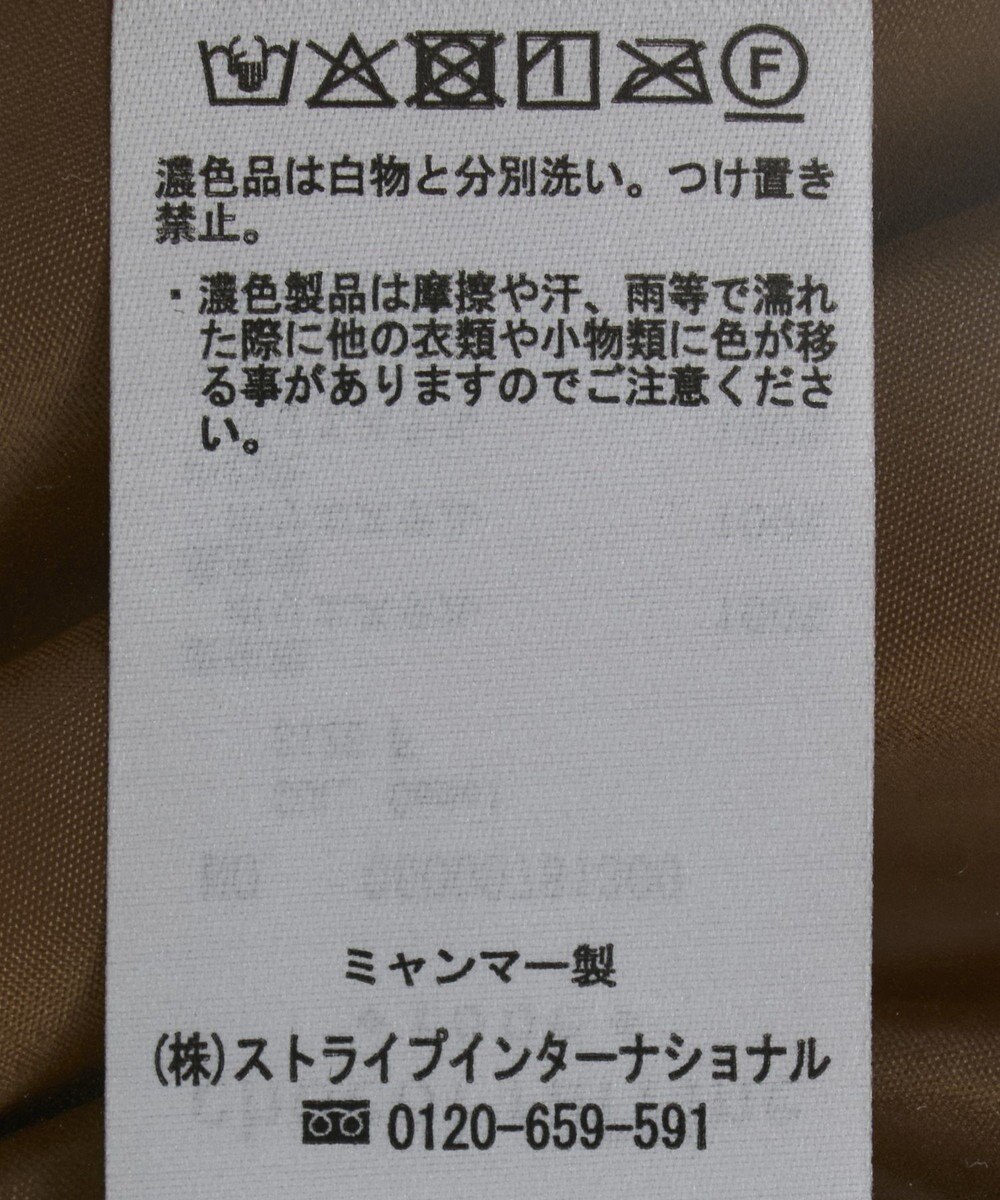 F
濃色品は白物と分別洗い。つけ置き
禁止。
・濃色製品は摩擦や汗、雨等で濡れ
た際に他の衣類や小物類に色が移
る事がありますのでご注意くださ
い。
ミャンマー製
(株)ストライプインターナショナル
0120-659-591